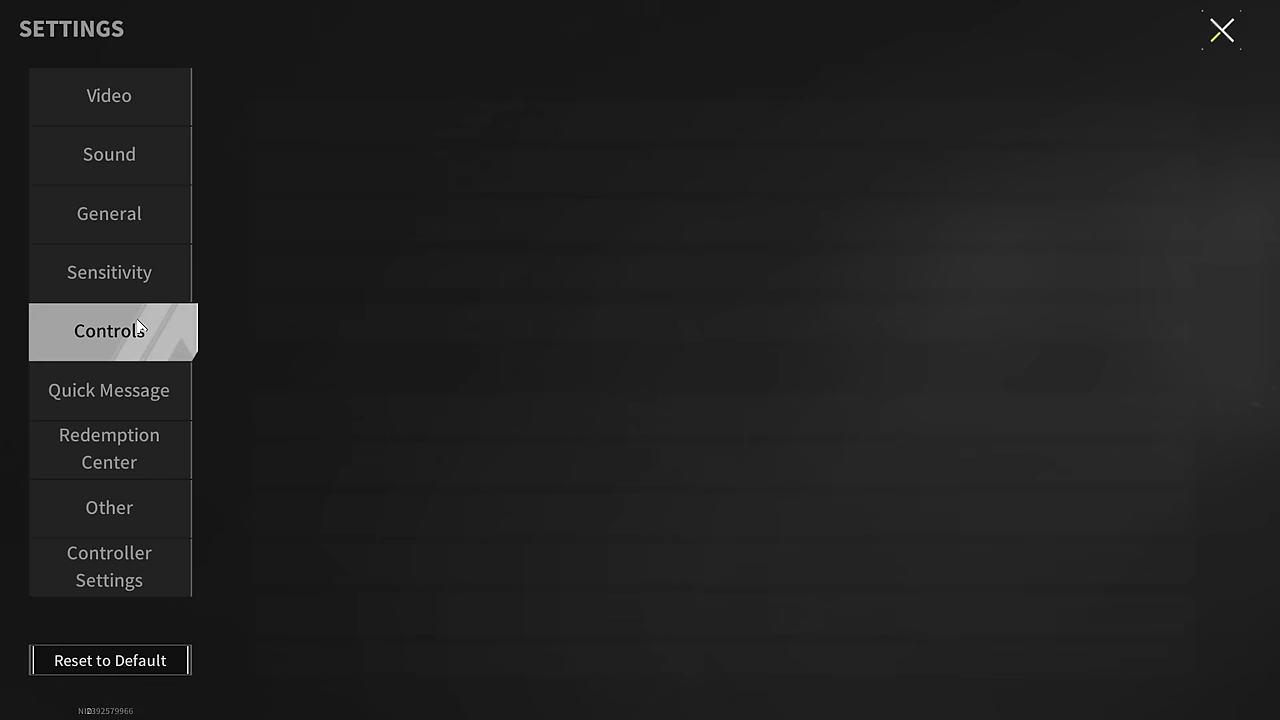 SETTINGS
Video
Sound
General
Sensitivity
Controls
Quick Message
Redemption
Center
Other
Controller
Settings
Reset to Default